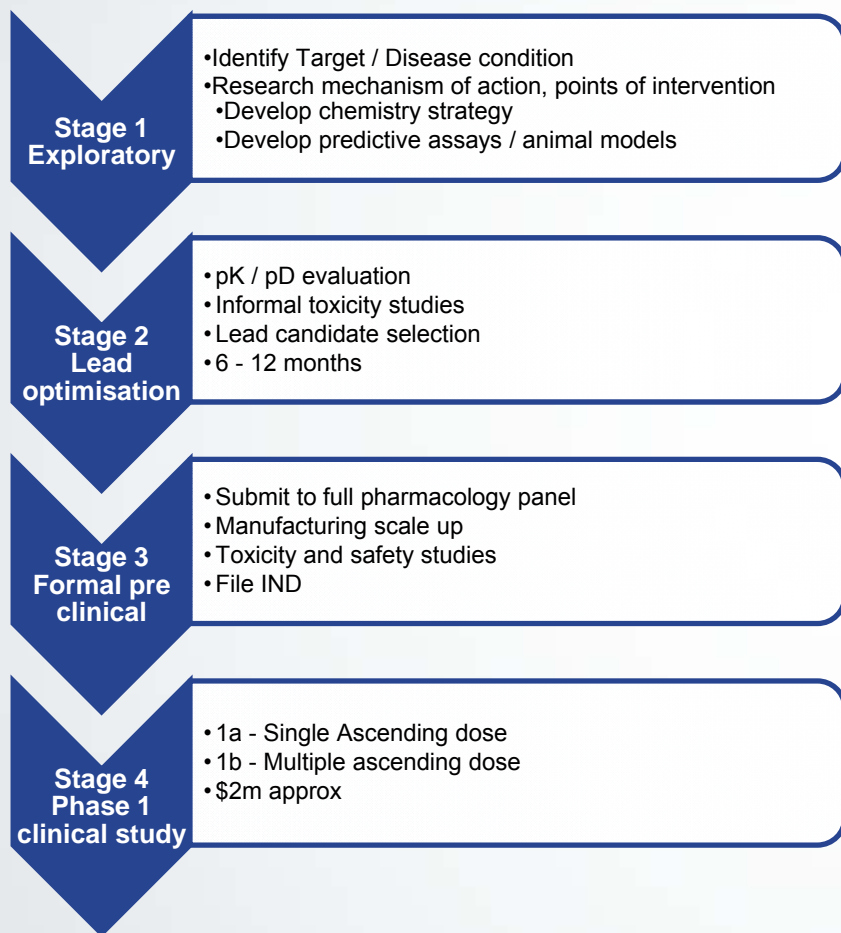 Stage 1
Exploratory
•Identify Target / Disease condition
•Research mechanism of action, points of intervention
•Develop chemistry strategy
•Develop predictive assays / animal models
Stage 2
Lead
optimisation
• pK / pD evaluation
• Informal toxicity studies
• Lead candidate selection
• 6 - 12 months
Stage 3
Formal pre
clinical
• Submit to full pharmacology panel
• Manufacturing scale up
• Toxicity and safety studies
• File IND
Stage 4
Phase 1
clinical study
• 1a - Single Ascending dose
• 1b - Multiple ascending dose
• $2m approx